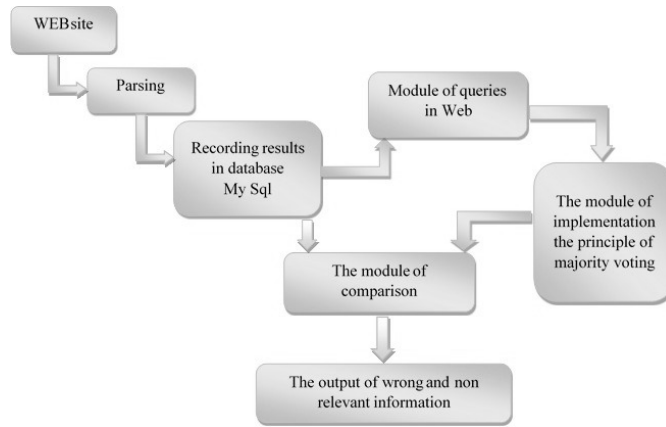 WEBsite
Parsing
Recording results
in database
My Sql
Module of queries
in Web
The module of
implementation
the principle of
majority voting
The module of
comparison
The output of wrong and non
relevant information